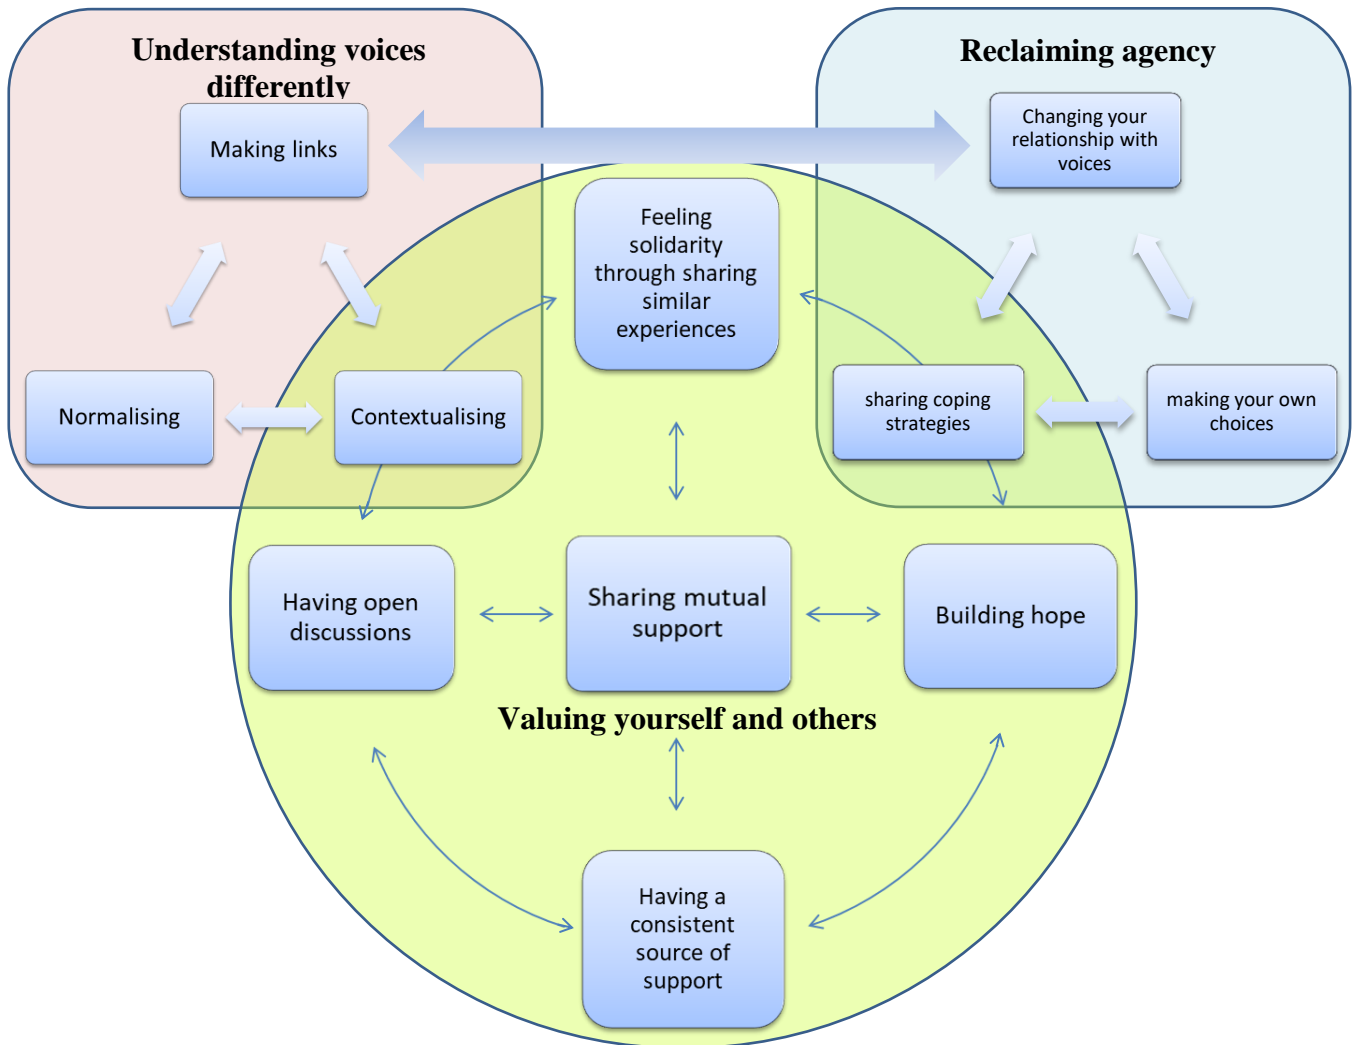 Understanding voices
differently
Reclaiming agency
Making links
Changing your
relationship with
voices
Feeling
solidarity
through sharing
similar
experiences
Normalising
Contextualising
sharing coping
strategies
making your own
choices
Having open
discussions
Sharing mutual
support
Building hope
Valuing yourself and others
Having a
consistent
source of
support